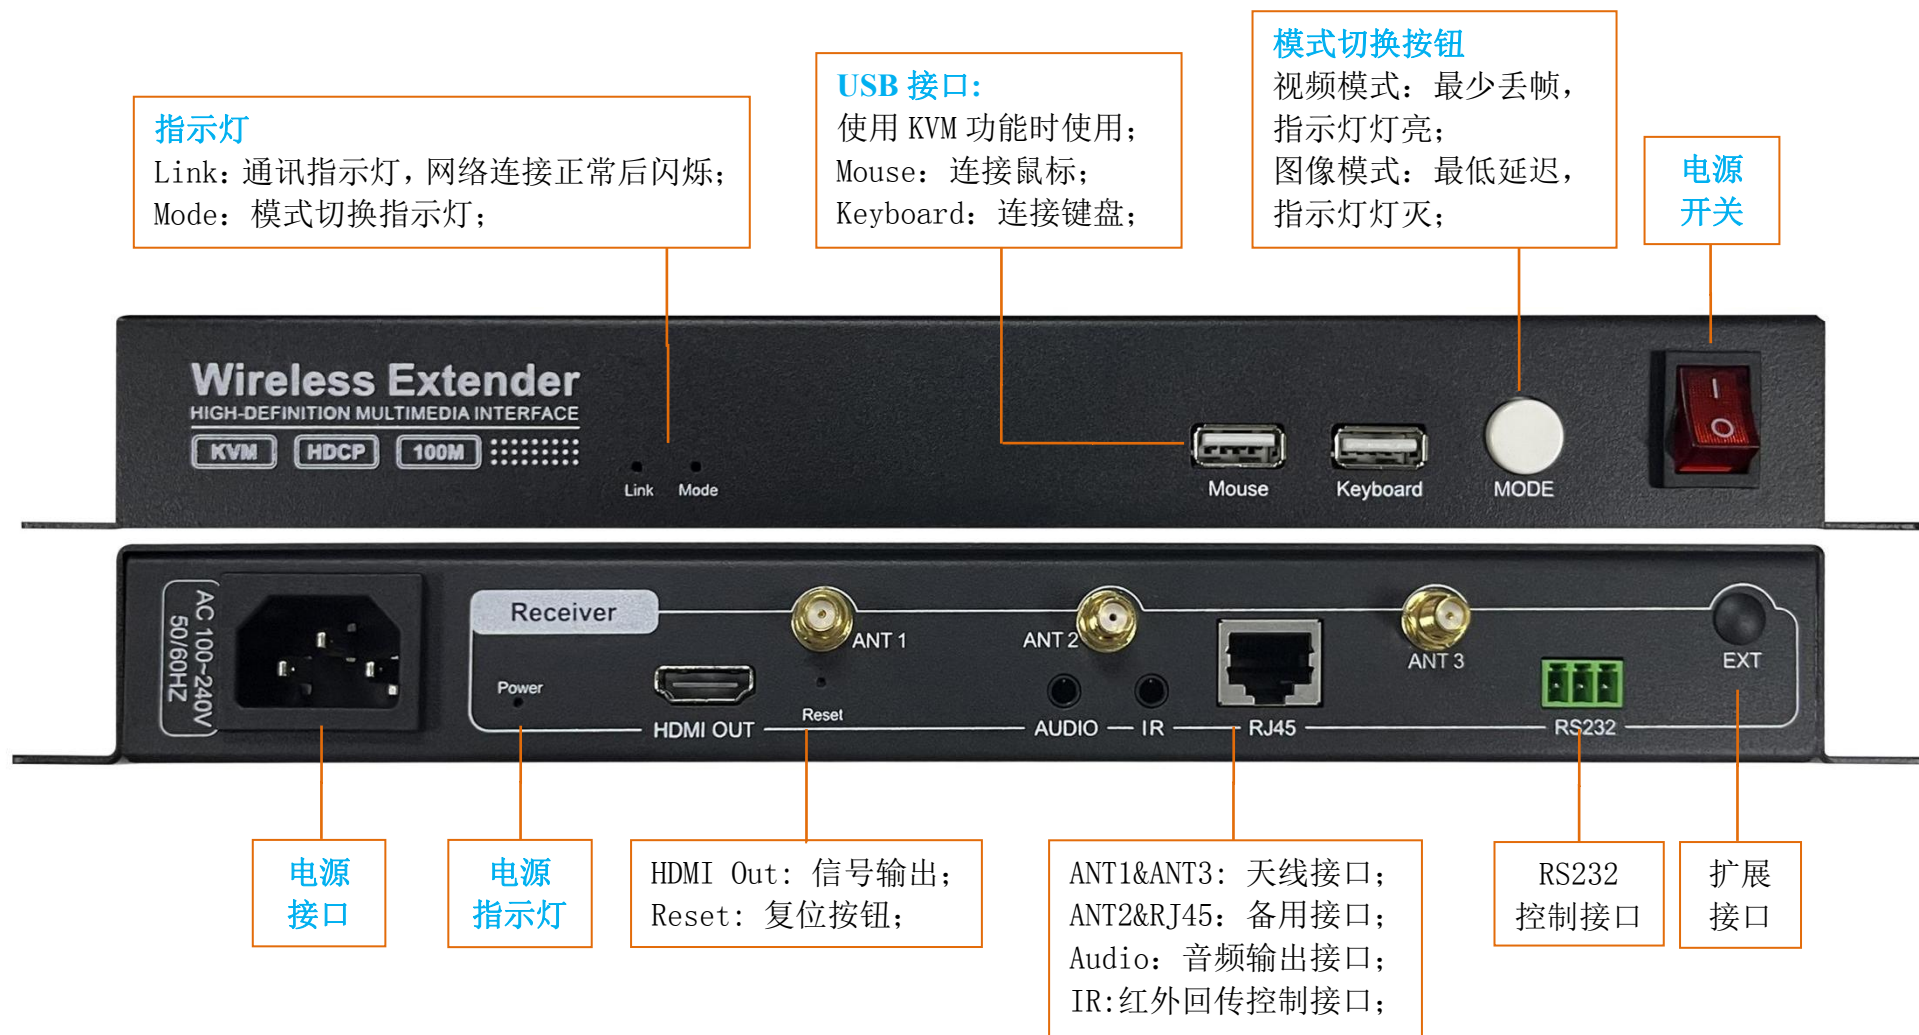 指示灯
Link：通讯指示灯，网络连接正常后闪烁；
Mode：模式切换指示灯；
USB 接口:
使用 KVM 功能时使用；
Mouse：连接鼠标；
Keyboard：连接键盘；
模式切换按钮
视频模式：最少丢帧，
指示灯灯亮；
图像模式：最低延迟，
指示灯灯灭；
电源
开关
Wireless Extender
HIGH-DEFINITION MULTIMEDIA INTERFACE
KVM HDCP 100M
Link Mode
Mouse Keyboard MODE
AC 100~240V
50/60HZ
Receiver
ANT 1
ANT 2
ANT 3
EXT
Power
HDMI OUT
Reset
AUDIO IR RJ45 RS232
电源
接口
电源
指示灯
HDMI Out: 信号输出；
Reset: 复位按钮；
ANT1&ANT3: 天线接口；
ANT2&RJ45：备用接口；
Audio：音频输出接口；
IR:红外回传控制接口；
RS232
控制接口
扩展
接口